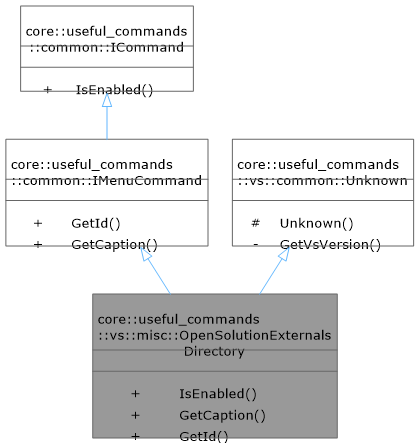 core::useful_commands
::common::ICommand
+ IsEnabled()
core::useful_commands
::common::IMenuCommand
+ GetId()
+ GetCaption()
core::useful_commands
::vs::common::Unknown
# Unknown()
- GetVsVersion()
core::useful_commands
::vs::misc::OpenSolutionExternals
Directory
+ IsEnabled()
+ GetCaption()
+ GetId()